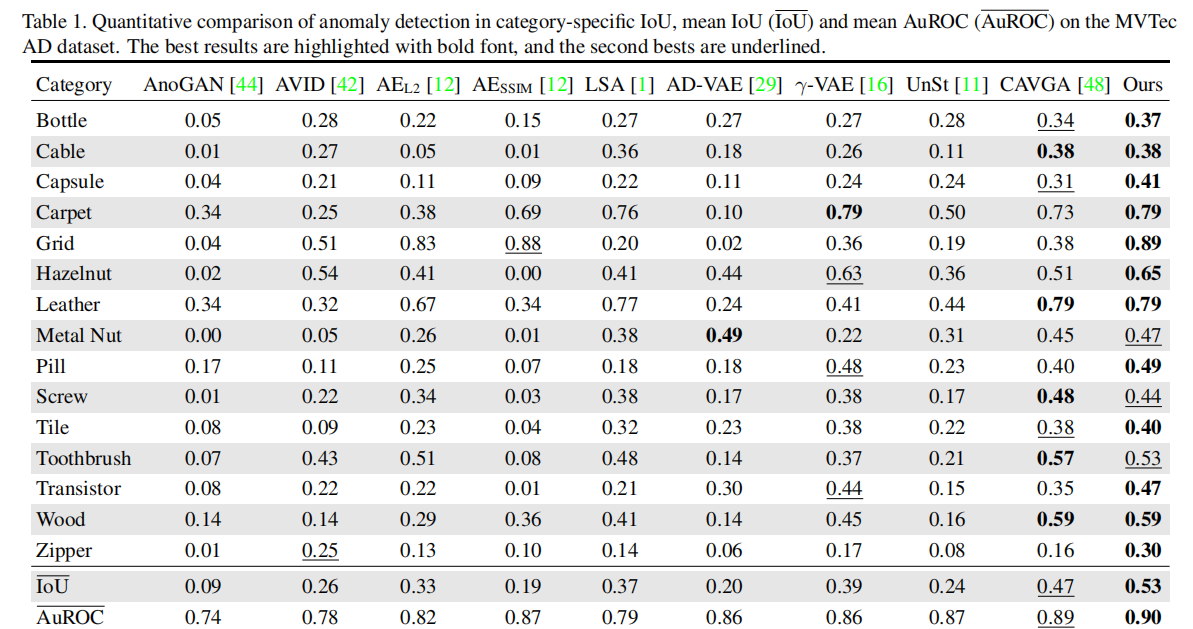 Table 1. Quantitative comparison of anomaly detection in category-specific IoU, mean IoU (I̅o̅U̅) and mean AuROC (A̅u̅R̅O̅C̅) on the MVTec
AD dataset. The best results are highlighted with bold font, and the second bests are underlined.
Category AnoGAN [44] AVID [42] AE_L2 [12] AE_SSIM [12] LSA [1] AD-VAE [29] γ-VAE [16] UnSt [11] CAVGA [48] Ours
Bottle 0.05 0.28 0.22 0.15 0.27 0.27 0.27 0.28 0.34 0.37
Cable 0.01 0.27 0.05 0.01 0.36 0.18 0.26 0.11 0.38 0.38
Capsule 0.04 0.21 0.11 0.09 0.22 0.11 0.24 0.24 0.31 0.41
Carpet 0.34 0.25 0.38 0.69 0.76 0.10 0.79 0.50 0.73 0.79
Grid 0.04 0.51 0.83 0.88 0.20 0.02 0.36 0.19 0.38 0.89
Hazelnut 0.02 0.54 0.41 0.00 0.41 0.44 0.63 0.36 0.51 0.65
Leather 0.34 0.32 0.67 0.34 0.77 0.24 0.41 0.44 0.79 0.79
Metal Nut 0.00 0.05 0.26 0.01 0.38 0.49 0.22 0.31 0.45 0.47
Pill 0.17 0.11 0.25 0.07 0.18 0.18 0.48 0.23 0.40 0.49
Screw 0.01 0.22 0.34 0.03 0.38 0.17 0.38 0.17 0.48 0.44
Tile 0.08 0.09 0.23 0.04 0.32 0.23 0.38 0.22 0.38 0.40
Toothbrush 0.07 0.43 0.51 0.08 0.48 0.14 0.37 0.21 0.57 0.53
Transistor 0.08 0.22 0.22 0.01 0.21 0.30 0.44 0.15 0.35 0.47
Wood 0.14 0.14 0.29 0.36 0.41 0.14 0.45 0.16 0.59 0.59
Zipper 0.01 0.25 0.13 0.10 0.14 0.06 0.17 0.08 0.16 0.30
I̅o̅U̅ 0.09 0.26 0.33 0.19 0.37 0.20 0.39 0.24 0.47 0.53
A̅u̅R̅O̅C̅ 0.74 0.78 0.82 0.87 0.79 0.86 0.86 0.87 0.89 0.90